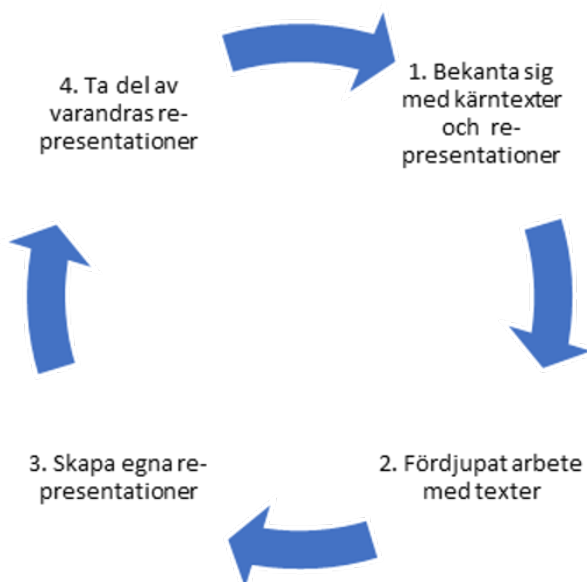 1. Bekanta sig
med kärntexter
och re-
presentationer
2. Fördjupat arbete
med texter
3. Skapa egna re-
presentationer
4. Ta del av
varandras re-
presentationer